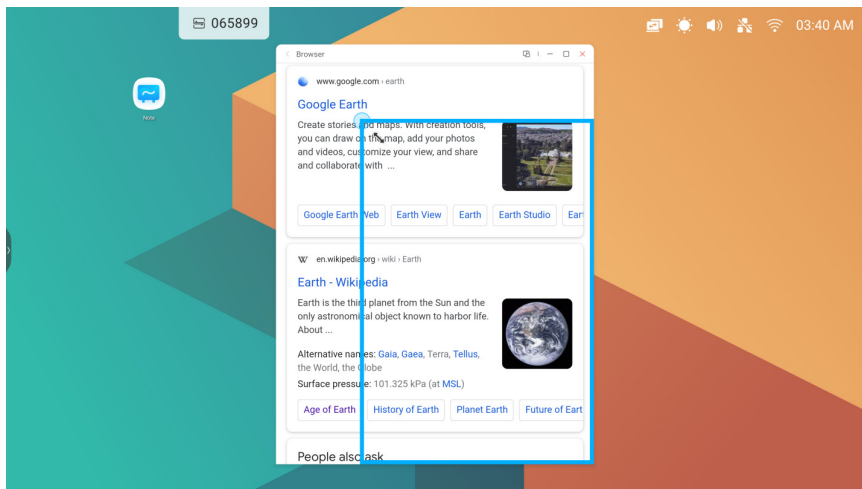 065899
03:40 AM
Note
Browser
www.google.com › earth
Google Earth
Create stories and maps. With creation tools,
you can draw on the map, add your photos
and videos, customize your view, and share
and collaborate with ...
Google Earth Web Earth View Earth Earth Studio Ear
en.wikipedia.org › wiki › Earth
Earth - Wikipedia
Earth is the third planet from the Sun and the
only astronomical object known to harbor life.
About ...
Alternative names: Gaia, Gaea, Terra, Tellus,
the World, the Globe
Surface pressure: 101.325 kPa (at MSL)
Age of Earth History of Earth Planet Earth Future of Eart
People also ask